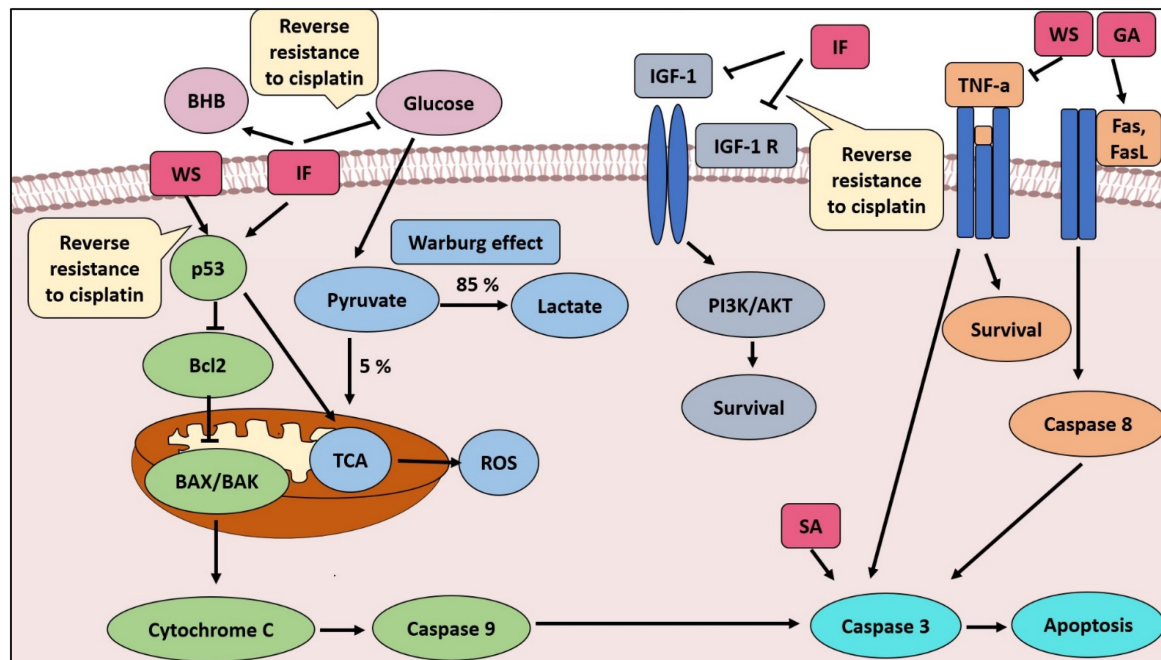 Reverse
resistance
to cisplatin
BHB
Glucose
WS
IF
Reverse
resistance
to cisplatin
p53
Warburg effect
Pyruvate
85 %
Lactate
Bcl2
5 %
BAX/BAK
TCA
ROS
Cytochrome C
Caspase 9
IGF-1
IF
IGF-1 R
Reverse
resistance
to cisplatin
PI3K/AKT
Survival
WS
GA
TNF-a
Fas,
FasL
Survival
Caspase 8
SA
Caspase 3
Apoptosis